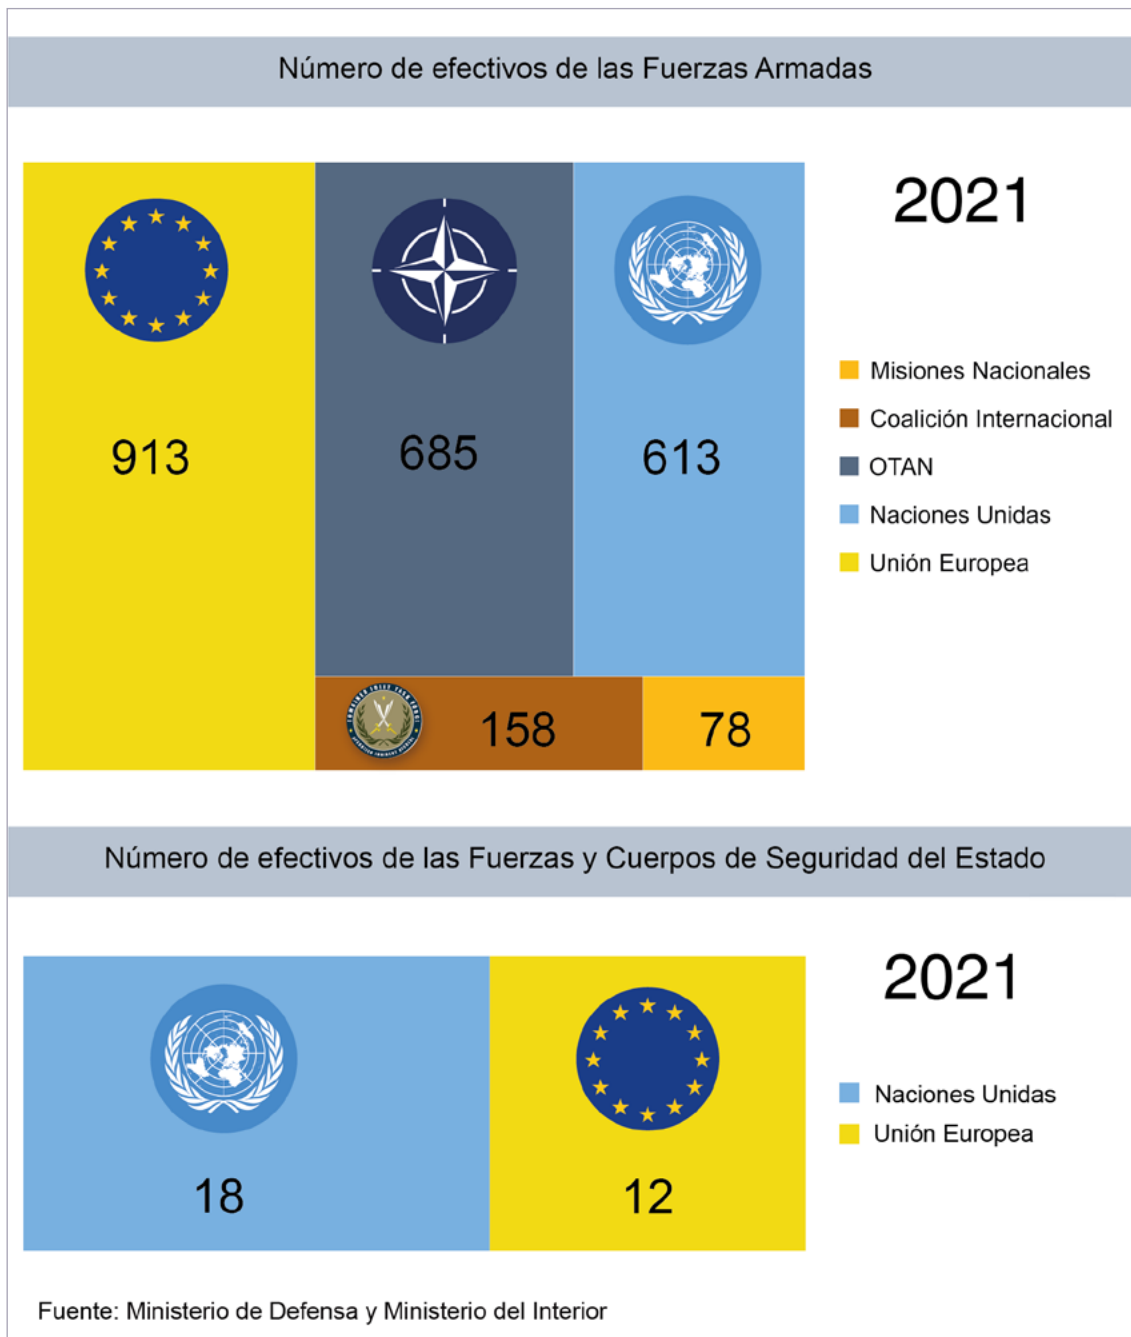 Número de efectivos de las Fuerzas Armadas
2021
913
685
613
158
78
Misiones Nacionales
Coalición Internacional
OTAN
Naciones Unidas
Unión Europea
Número de efectivos de las Fuerzas y Cuerpos de Seguridad del Estado
2021
18
12
Naciones Unidas
Unión Europea
Fuente: Ministerio de Defensa y Ministerio del Interior